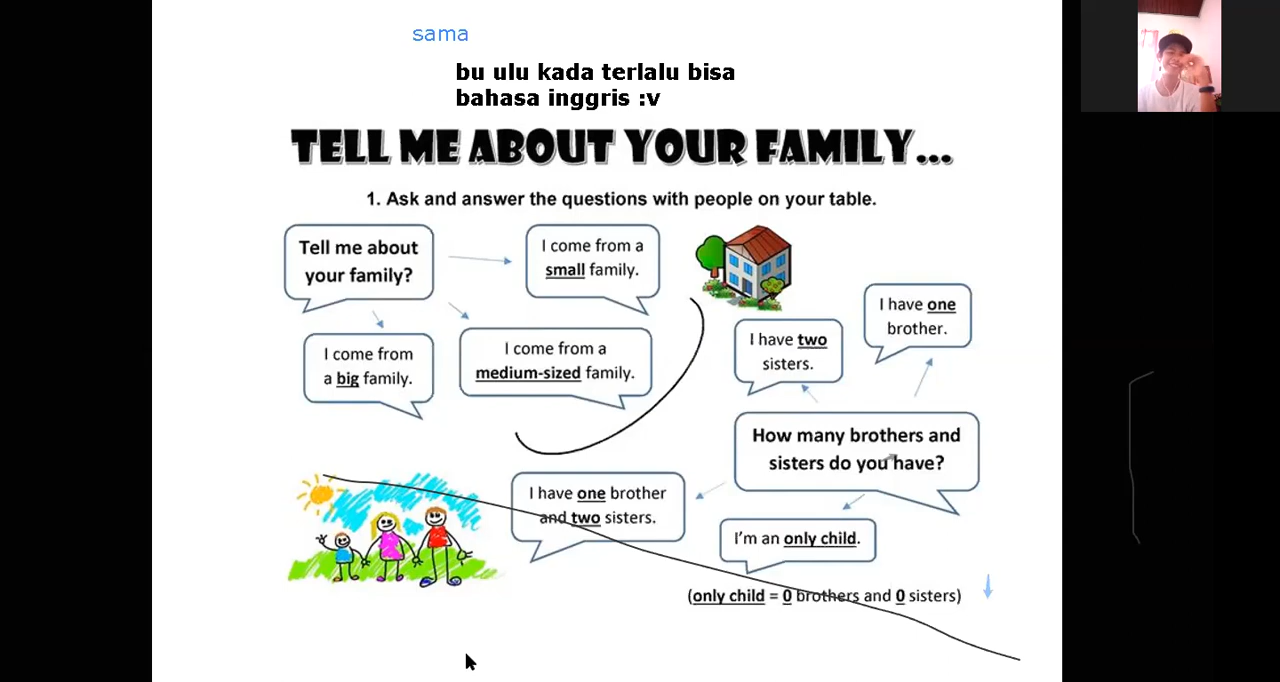 sama
bu ulu kada terlalu bisa
bahasa inggris :v
TELL ME ABOUT YOUR FAMILY...
1. Ask and answer the questions with people on your table.
Tell me about
your family?
I come from a
small family.
I come from
a big family.
I come from a
medium-sized family.
I have one
brother.
I have two
sisters.
How many brothers and
sisters do you have?
I have one brother
and two sisters.
I'm an only child.
(only child = 0 brothers and 0 sisters)